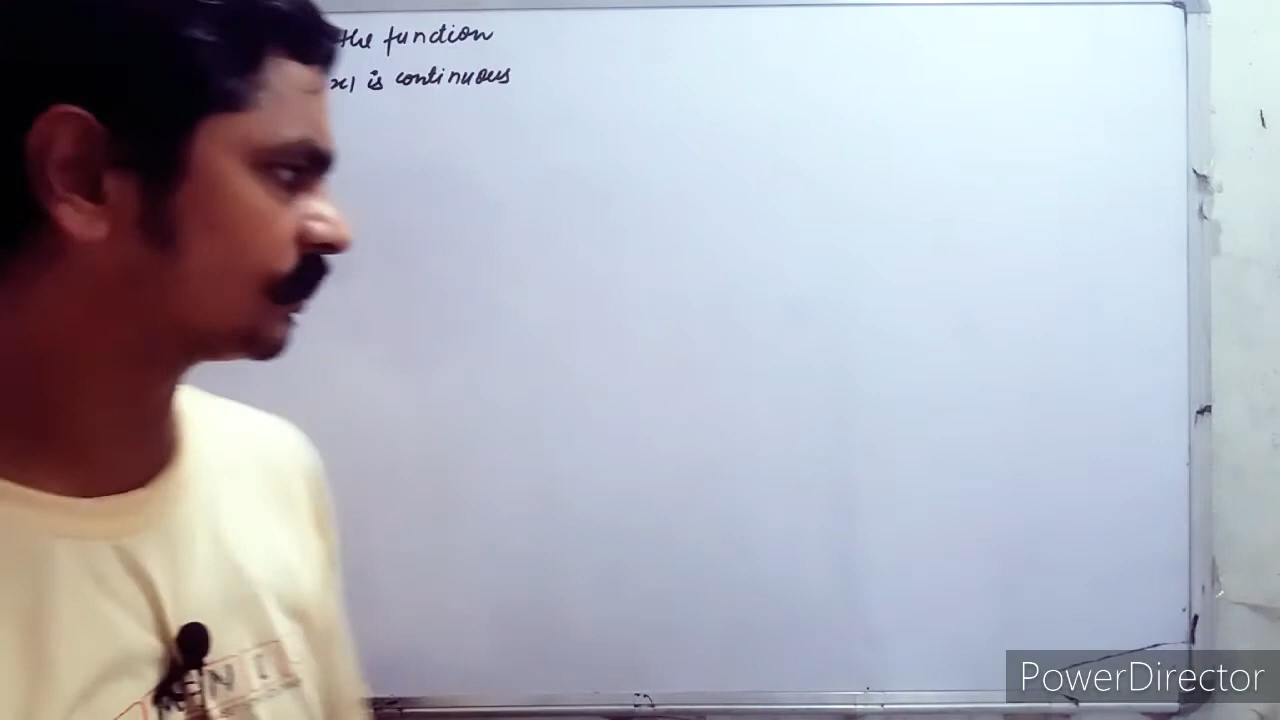 the function
x| is continuous
PowerDirector